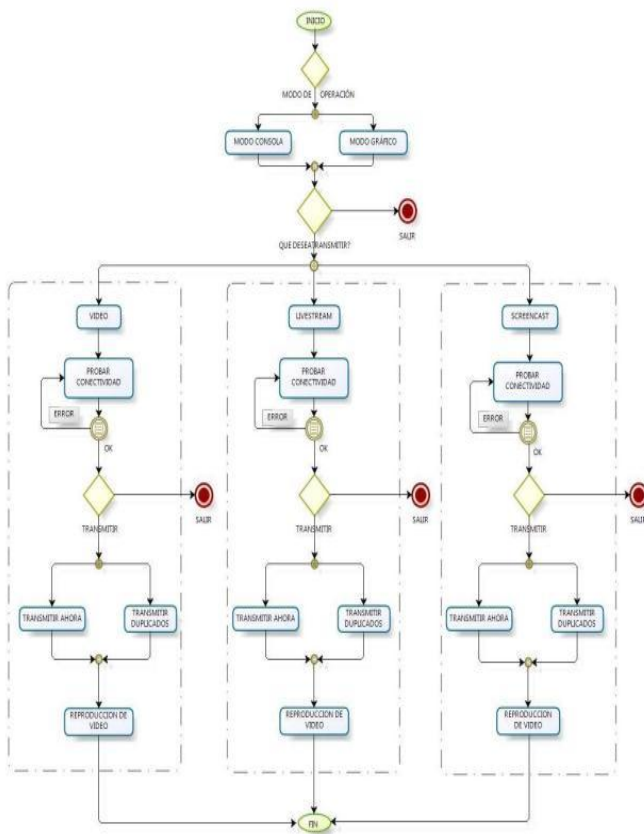 INICIO
MODO DE OPERACIÓN
MODO CONSOLA
MODO GRÁFICO
SALIR
QUE DESEATRANSMITIR?
VIDEO
PROBAR
CONECTIVIDAD
ERROR
OK
SALIR
TRANSMITIR
TRANSMITIR AHORA
TRANSMITIR
DUPLICADOS
REPRODUCCION DE
VIDEO
LIVESTREAM
PROBAR
CONECTIVIDAD
ERROR
OK
SALIR
TRANSMITIR
TRANSMITIR AHORA
TRANSMITIR
DUPLICADOS
REPRODUCCION DE
VIDEO
SCREENCAST
PROBAR
CONECTIVIDAD
ERROR
OK
SALIR
TRANSMITIR
TRANSMITIR AHORA
TRANSMITIR
DUPLICADOS
REPRODUCCION
DE VIDEO
FIN